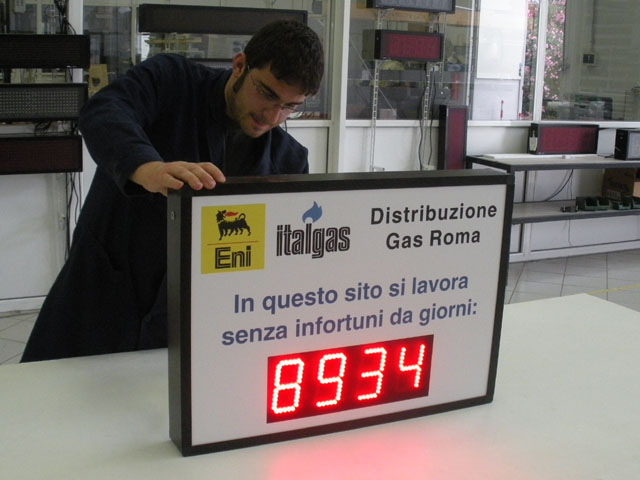 Eni
italgas
Distribuzione
Gas Roma
In questo sito si lavora
senza infortuni da giorni:
8934